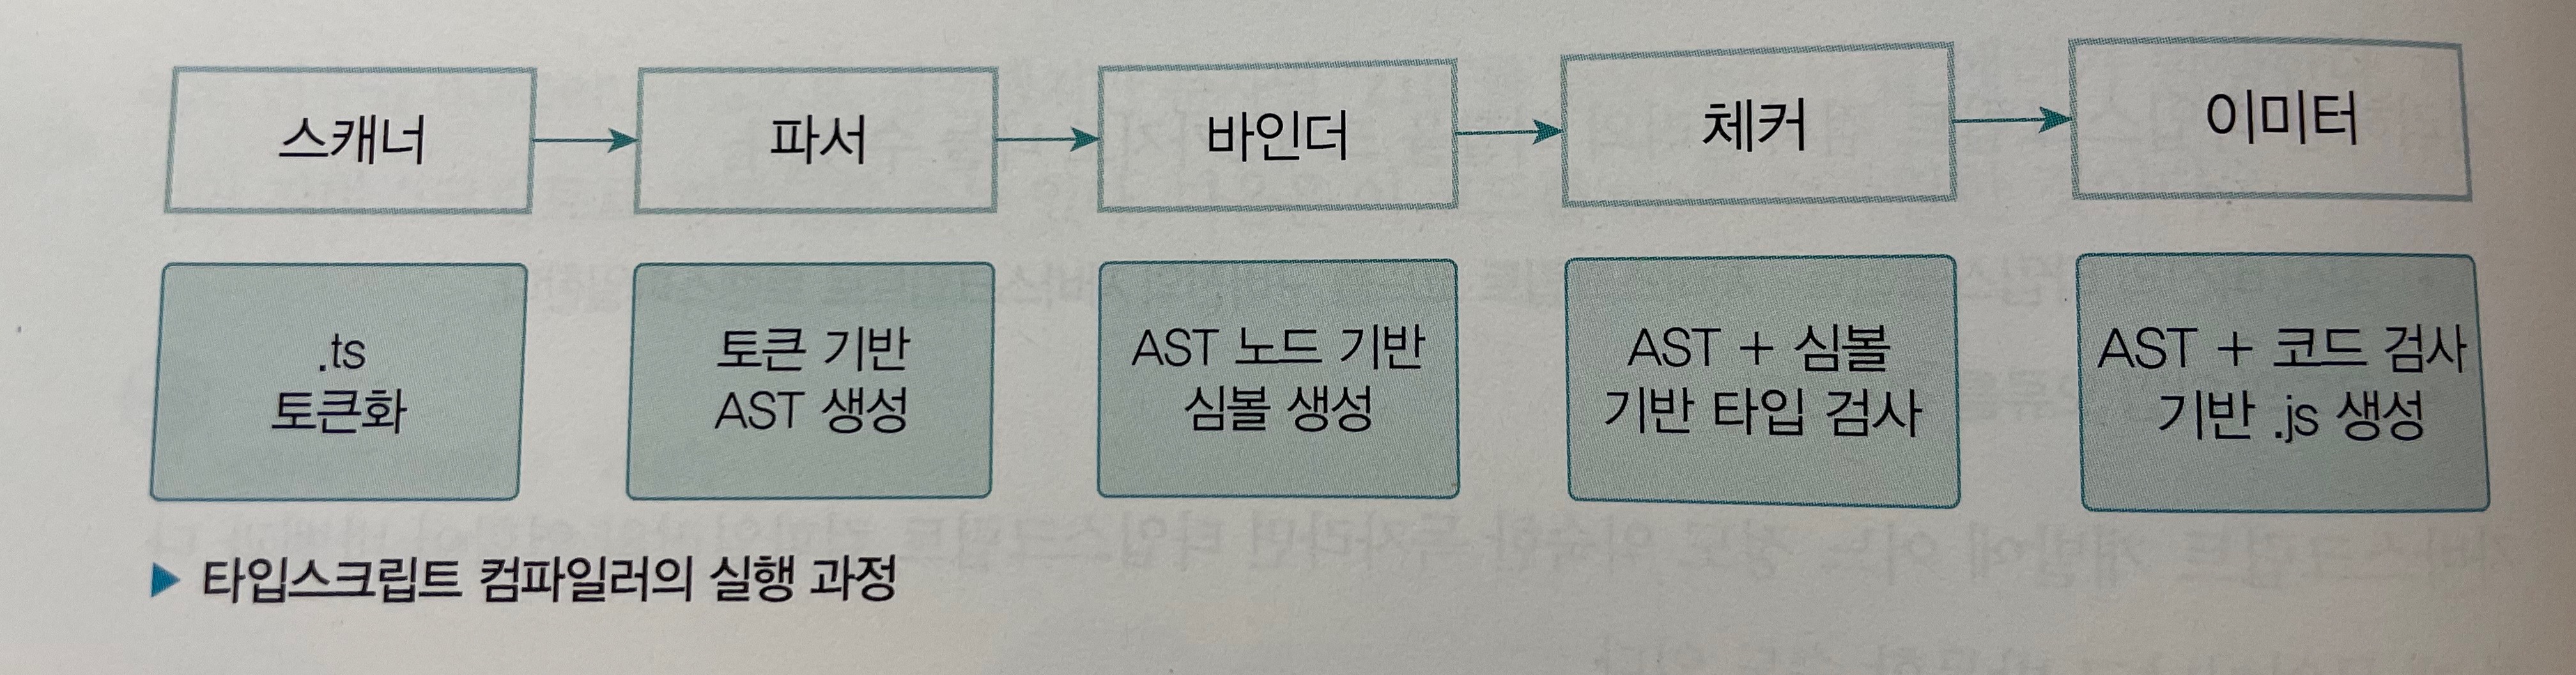 스캐너
파서
바인더
체커
이미터
.ts
토큰화
토큰 기반
AST 생성
AST 노드 기반
심볼 생성
AST + 심볼
기반 타입 검사
AST + 코드 검사
기반 .js 생성
▶ 타입스크립트 컴파일러의 실행 과정